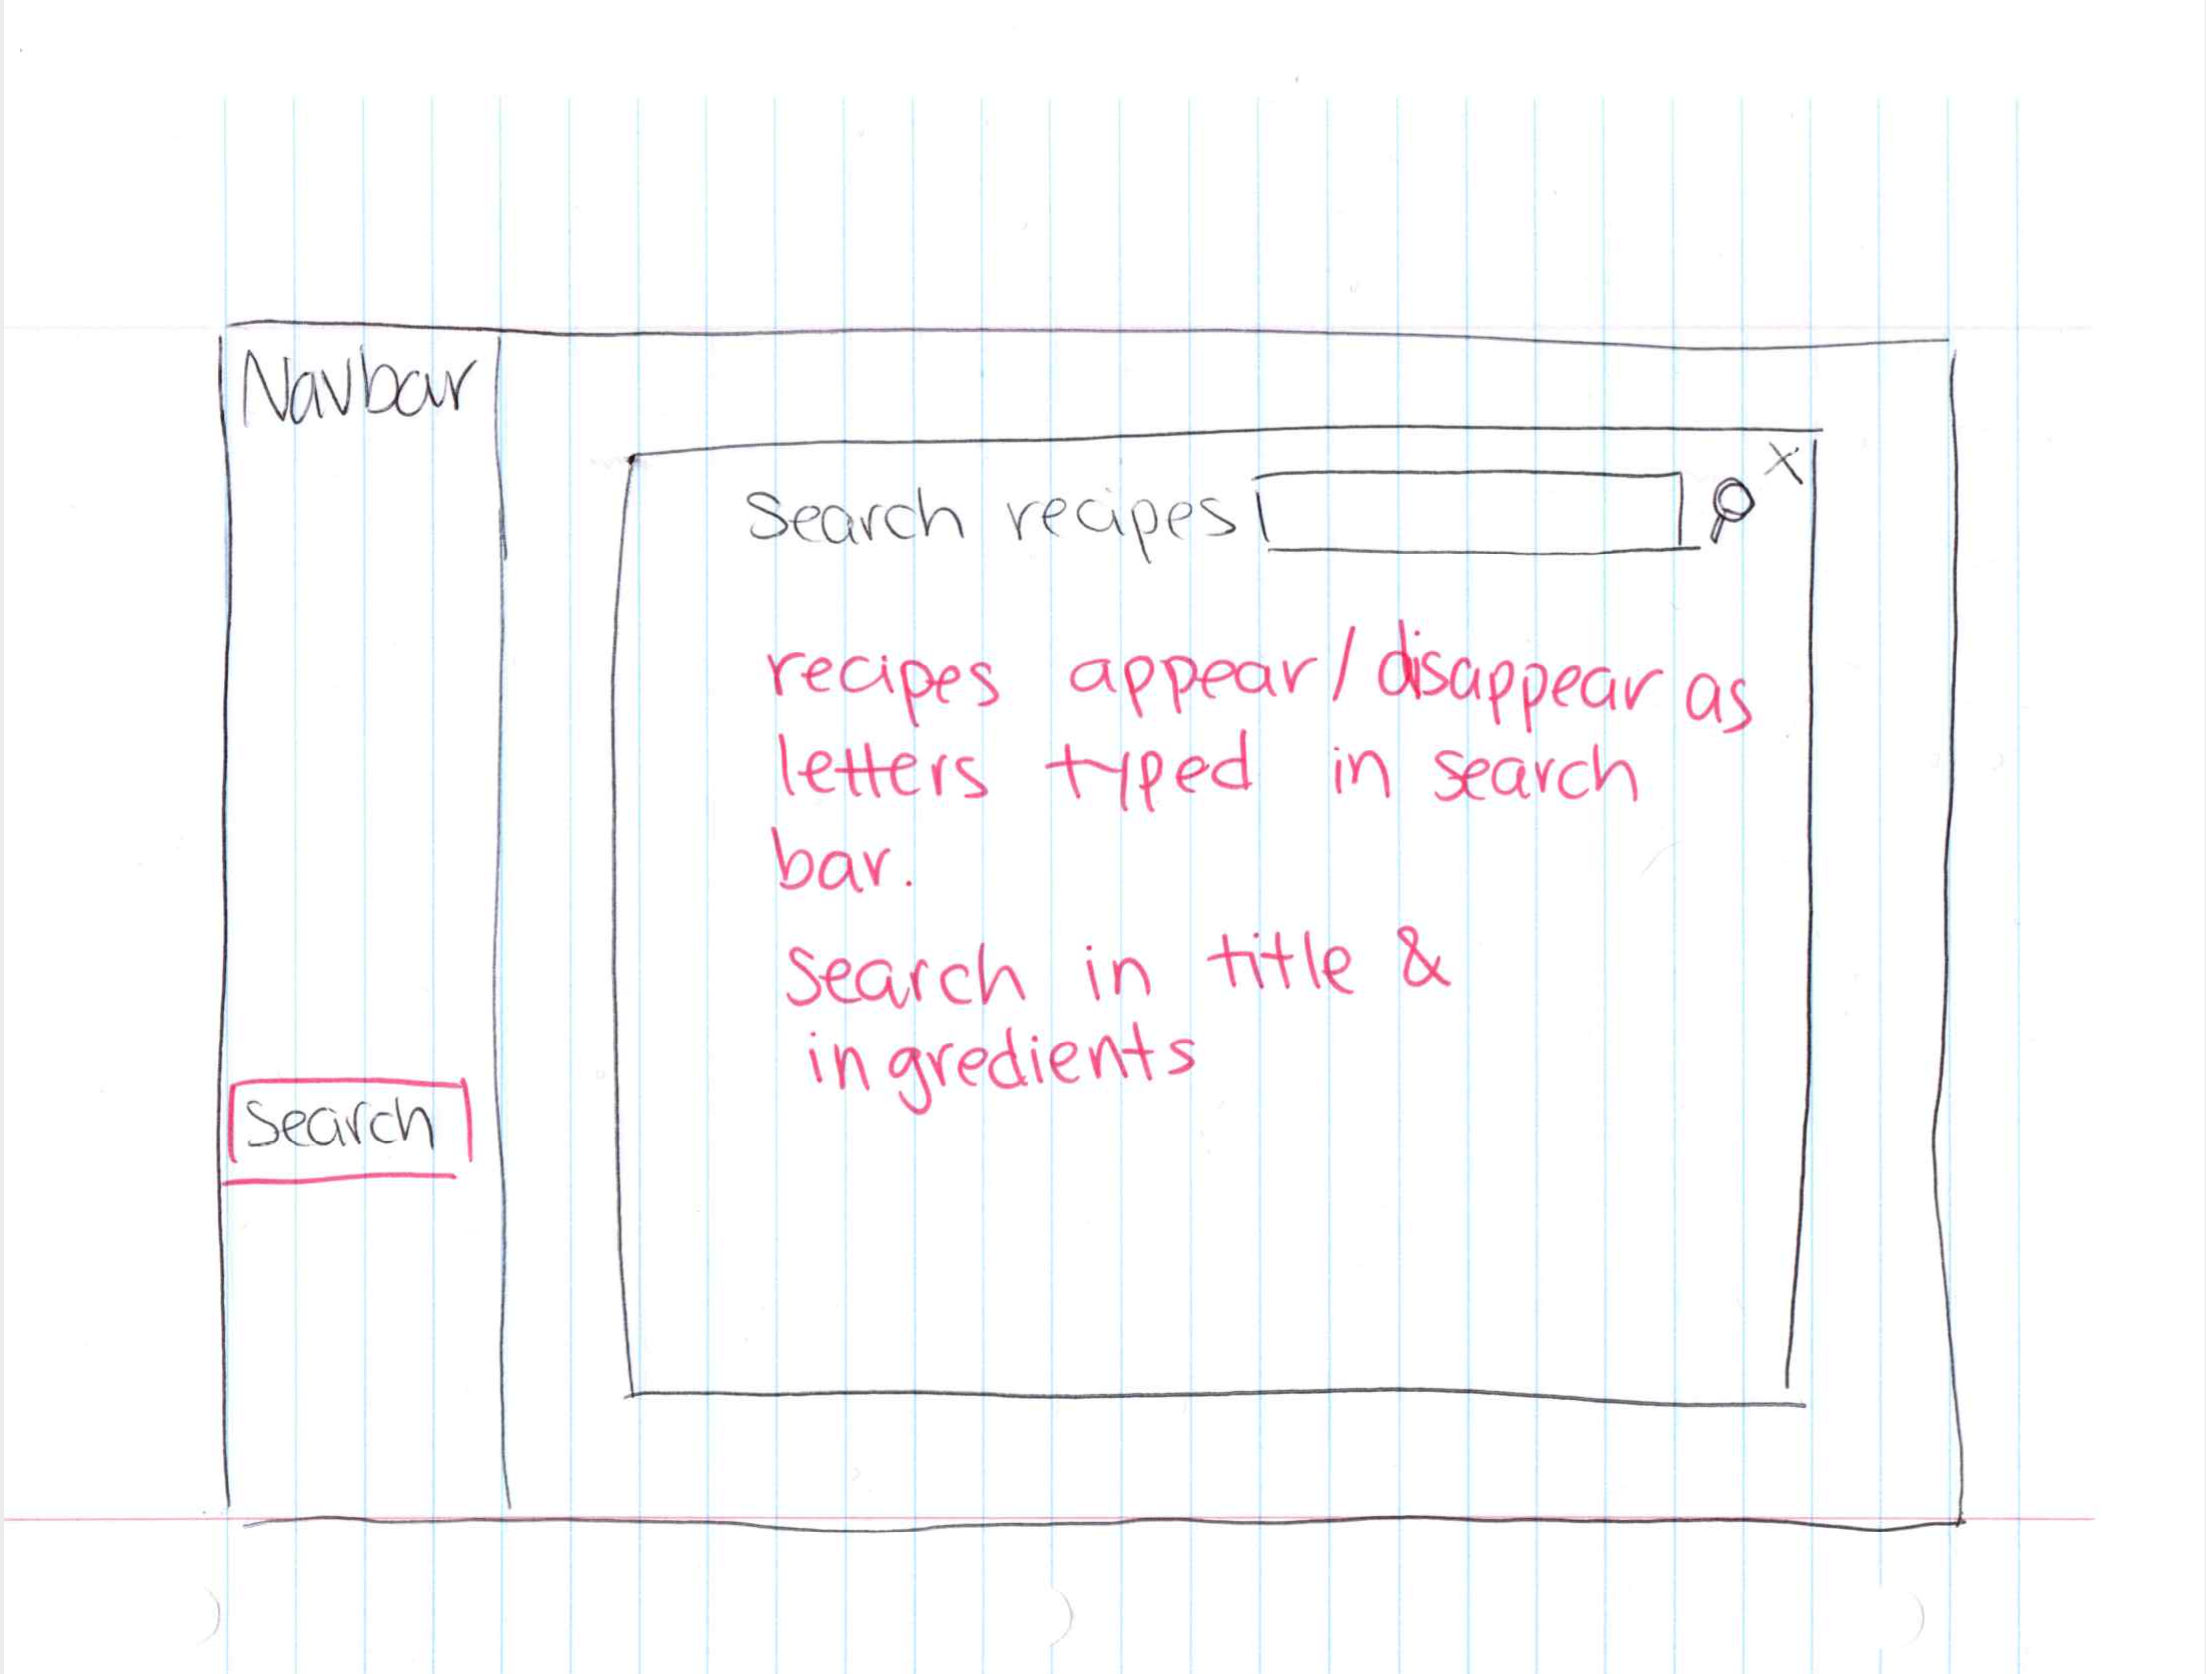 Navbar
Search recipes
X
recipes appear/disappear as
letters typed in search
bar.
search in title &
ingredients
Search